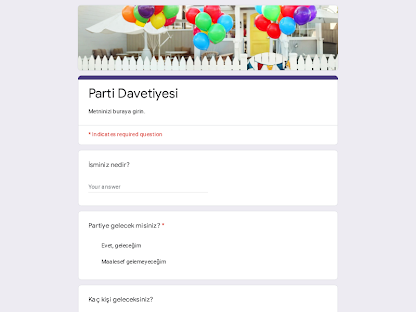 Parti Davetiyesi
Metninizi buraya girin.
* Indicates required question
İsminiz nedir?
Your answer
Partiye gelecek misiniz? *
Evet, geleceğim
Maalesef gelemeyeceğim
Kaç kişi geleceksiniz?